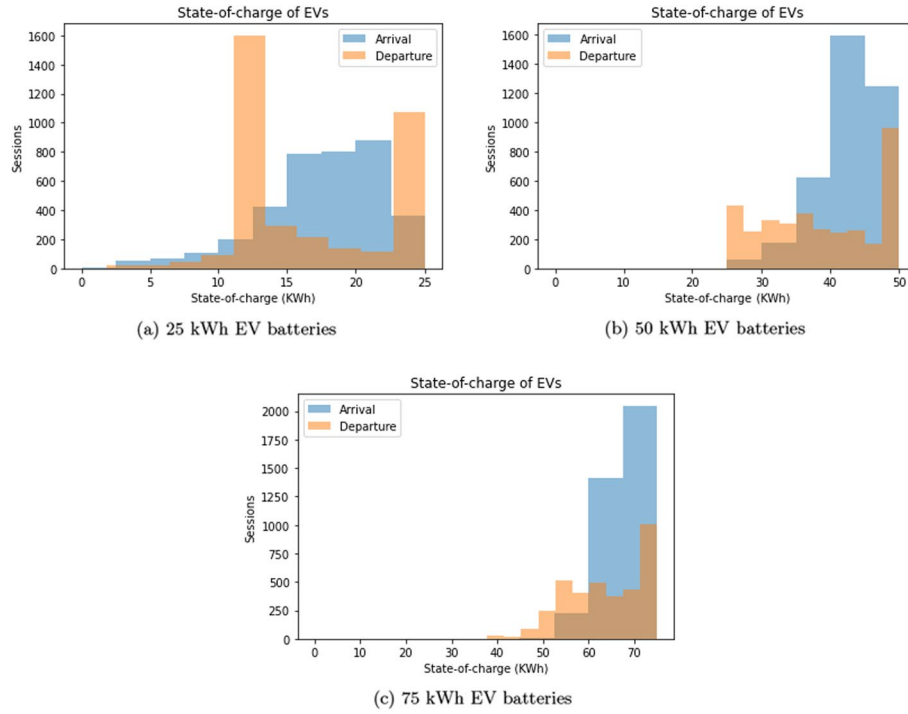 State-of-charge of EVs
1600
1400
1200
1000
800
600
400
200
0
Sessions
Arrival
Departure
0 5 10 15 20 25
State-of-charge (KWh)
(a) 25 kWh EV batteries
State-of-charge of EVs
1600
1400
1200
1000
800
600
400
200
0
Sessions
Arrival
Departure
0 10 20 30 40 50
State-of-charge (KWh)
(b) 50 kWh EV batteries
State-of-charge of EVs
2000
1750
1500
1250
1000
750
500
250
0
Sessions
Arrival
Departure
0 10 20 30 40 50 60 70
State-of-charge (KWh)
(c) 75 kWh EV batteries